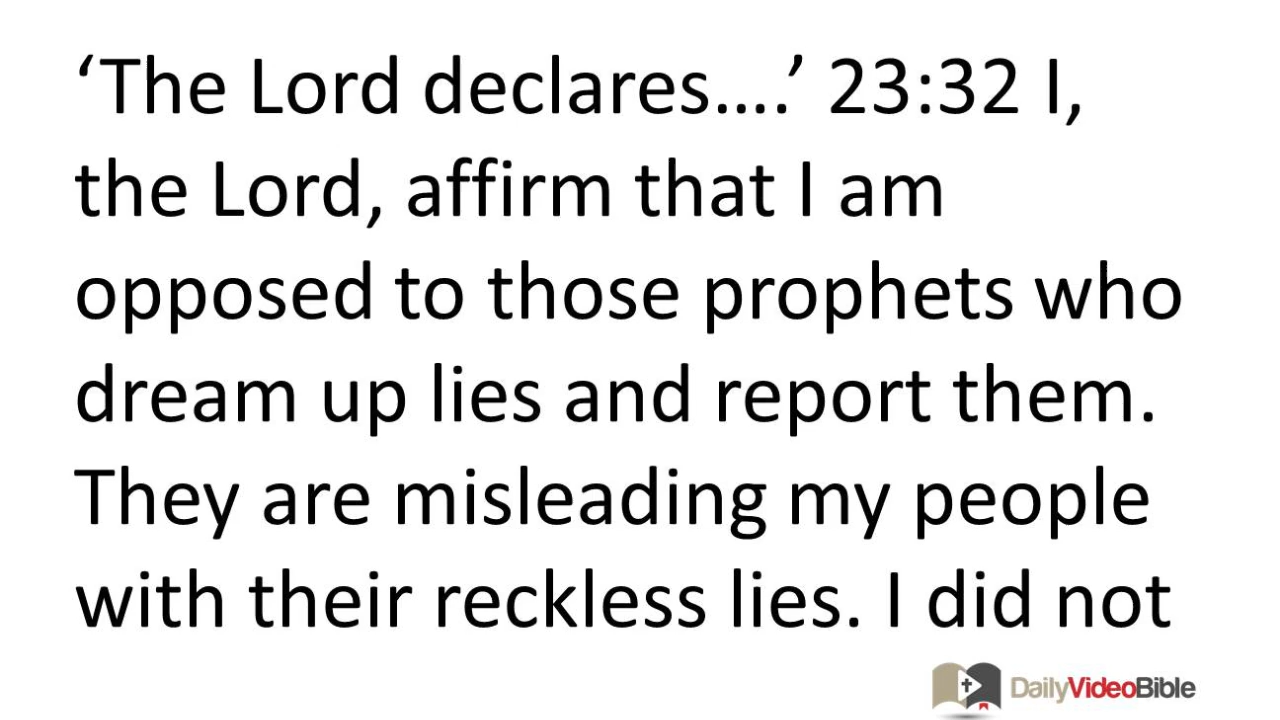 ‘The Lord declares….’ 23:32 I,
the Lord, affirm that I am
opposed to those prophets who
dream up lies and report them.
They are misleading my people
with their reckless lies. I did not
DailyVideoBible